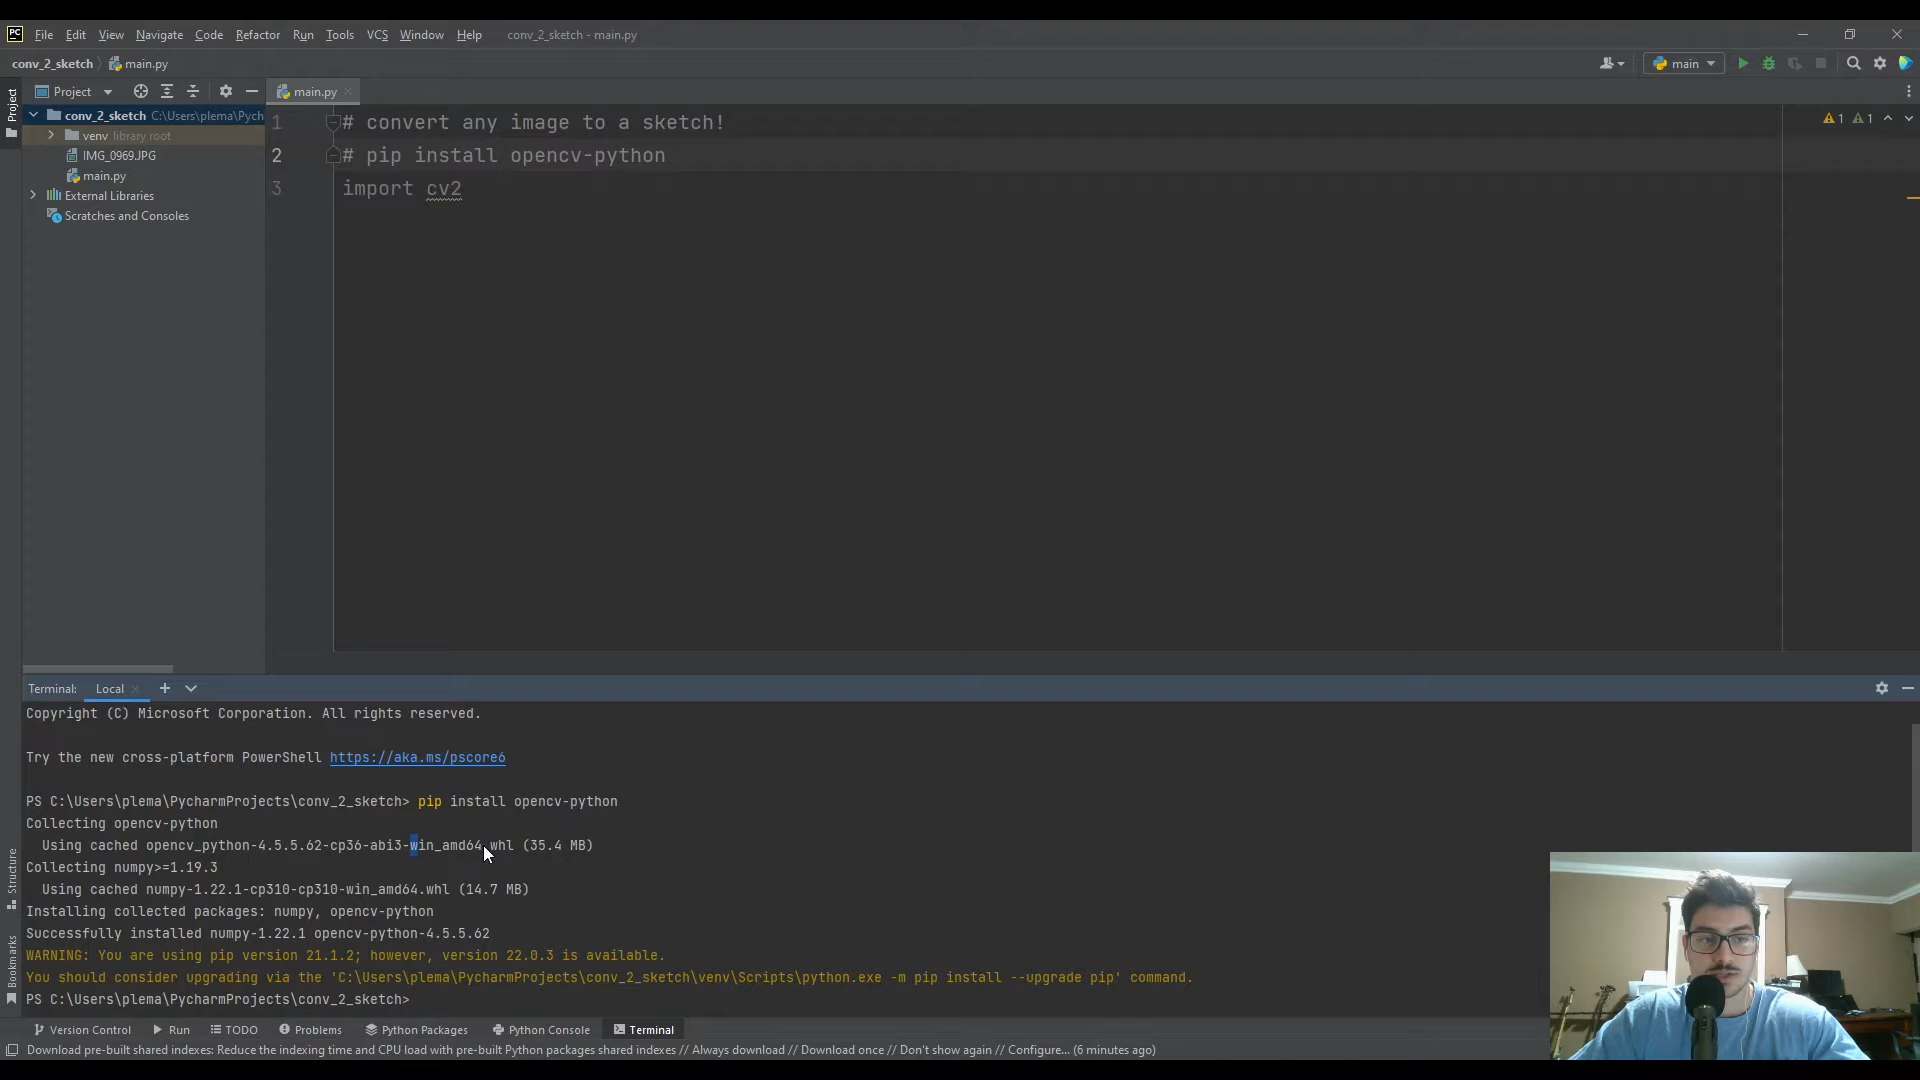 PC File Edit View Navigate Code Refactor Run Tools VCS Window Help conv_2_sketch - main.py
conv_2_sketch main.py main
Project main.py
Project
conv_2_sketch C:\Users\plema\Pych
venv library root
IMG_0969.JPG
main.py
External Libraries
Scratches and Consoles
1 # convert any image to a sketch!
2 # pip install opencv-python
3 import cv2
1 1
Terminal: Local
Copyright (C) Microsoft Corporation. All rights reserved.
Try the new cross-platform PowerShell https://aka.ms/pscore6
PS C:\Users\plema\PycharmProjects\conv_2_sketch> pip install opencv-python
Collecting opencv-python
Using cached opencv_python-4.5.5.62-cp36-abi3-win_amd64.whl (35.4 MB)
Collecting numpy>=1.19.3
Using cached numpy-1.22.1-cp310-cp310-win_amd64.whl (14.7 MB)
Installing collected packages: numpy, opencv-python
Successfully installed numpy-1.22.1 opencv-python-4.5.5.62
WARNING: You are using pip version 21.1.2; however, version 22.0.3 is available.
You should consider upgrading via the 'C:\Users\plema\PycharmProjects\conv_2_sketch\venv\Scripts\python.exe -m pip install --upgrade pip' command.
PS C:\Users\plema\PycharmProjects\conv_2_sketch>
Structure
Bookmarks
Version Control Run TODO Problems Python Packages Python Console Terminal
Download pre-built shared indexes: Reduce the indexing time and CPU load with pre-built Python packages shared indexes // Always download // Download once // Don't show again // Configure... (6 minutes ago)